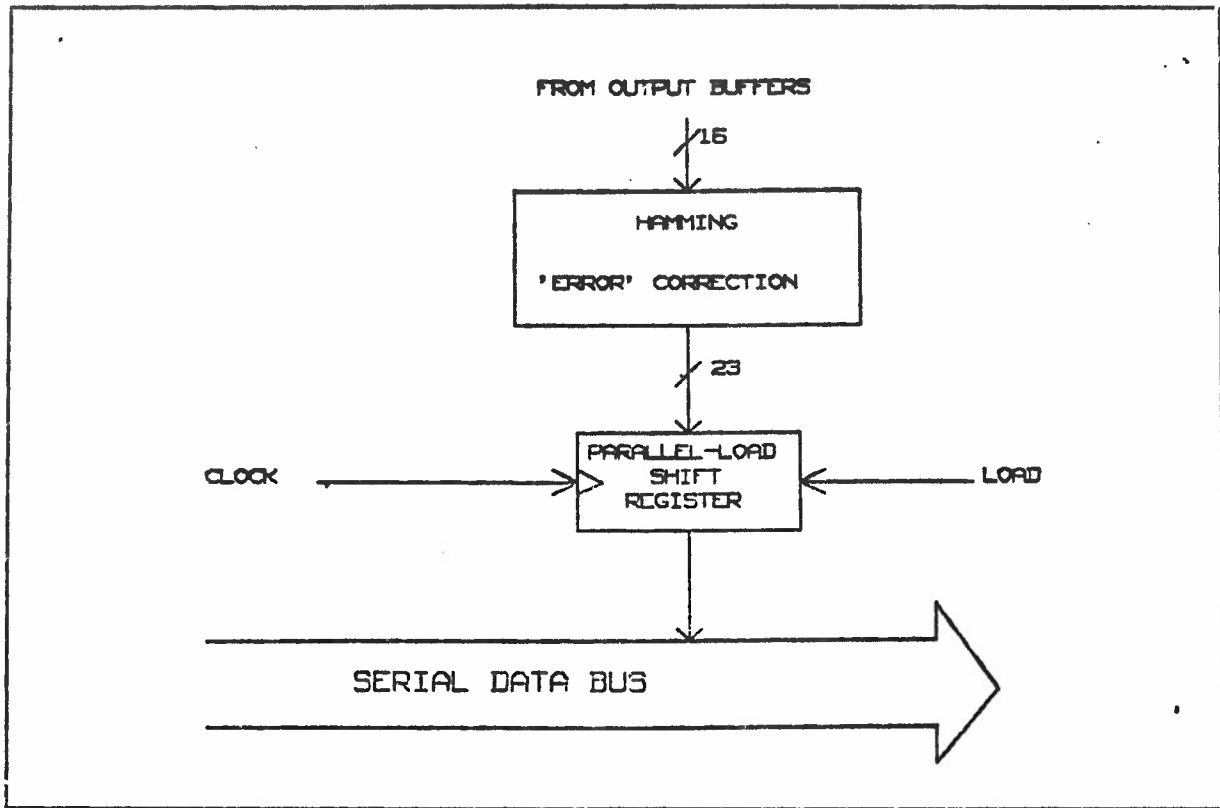 FROM OUTPUT BUFFERS
16
HAMMING
'ERROR' CORRECTION
23
PARALLEL-LOAD
SHIFT
REGISTER
CLOCK
LOAD
SERIAL DATA BUS